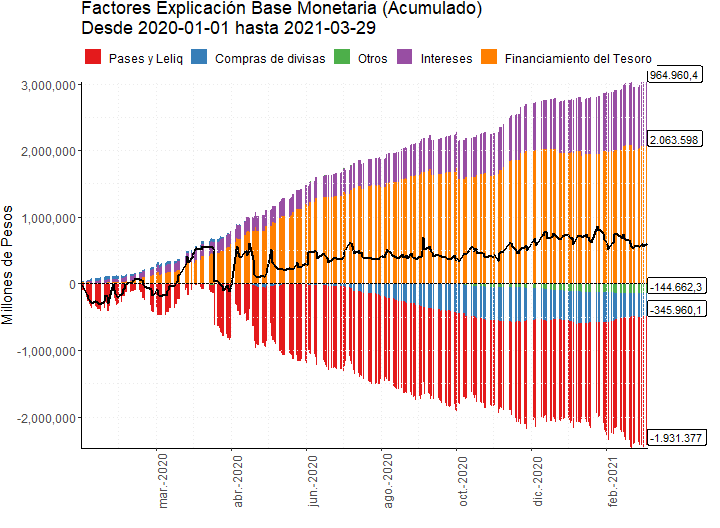 Factores Explicación Base Monetaria (Acumulado)
Desde 2020-01-01 hasta 2021-03-29
Pases y Leliq
Compras de divisas
Otros
Intereses
Financiamiento del Tesoro
Millones de Pesos
3,000,000
2,000,000
1,000,000
0
-1,000,000
-2,000,000
964.960,4
2.063.598
-144.662,3
-345.960,1
-1.931.377
mar.-2020
abr.-2020
jun.-2020
ago.-2020
oct.-2020
dic.-2020
feb.-2021